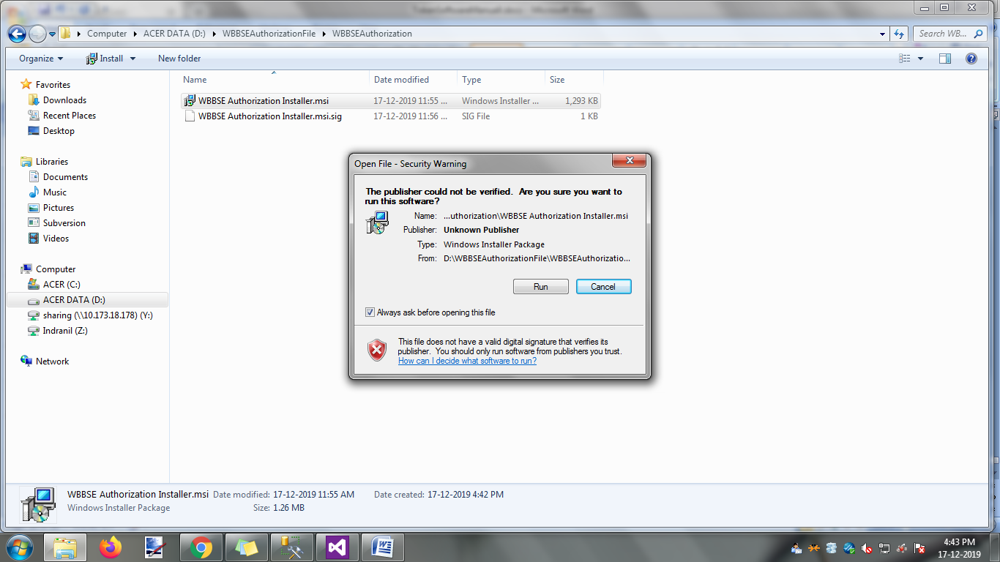 Computer ▸ ACER DATA (D:) ▸ WBBSEAuthorizationFile ▸ WBBSEAuthorization
Search WB...
Organize Install New folder
Name Date modified Type Size
WBBSE Authorization Installer.msi 17-12-2019 11:55 ... Windows Installer ... 1,293 KB
WBBSE Authorization Installer.msi.sig 17-12-2019 11:56 ... SIG File 1 KB
Favorites
Downloads
Recent Places
Desktop
Libraries
Documents
Music
Pictures
Subversion
Videos
Computer
ACER (C:)
ACER DATA (D:)
sharing (\\10.173.18.178) (Y:)
Indranil (Z:)
Network
Open File - Security Warning
The publisher could not be verified. Are you sure you want to
run this software?
Name: ...uthorization\WBBSE Authorization Installer.msi
Publisher: Unknown Publisher
Type: Windows Installer Package
From: D:\WBBSEAuthorizationFile\WBBSEAuthorizatio...
Run Cancel
Always ask before opening this file
This file does not have a valid digital signature that verifies its
publisher. You should only run software from publishers you trust.
How can I decide what software to run?
WBBSE Authorization Installer.msi Date modified: 17-12-2019 11:55 AM Date created: 17-12-2019 4:42 PM
Windows Installer Package Size: 1.26 MB
4:43 PM
17-12-2019